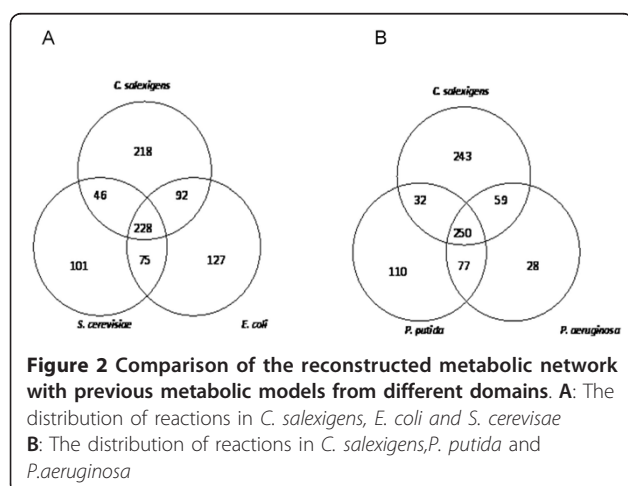 A
B
C. salexigens
218
46
92
228
101
75
127
S. cerevisiae
E. coli
C. salexigens
243
32
59
250
110
77
28
P. putida
P. aeruginosa
Figure 2 Comparison of the reconstructed metabolic network
with previous metabolic models from different domains. A: The
distribution of reactions in C. salexigens, E. coli and S. cerevisae
B: The distribution of reactions in C. salexigens,P. putida and
P.aeruginosa